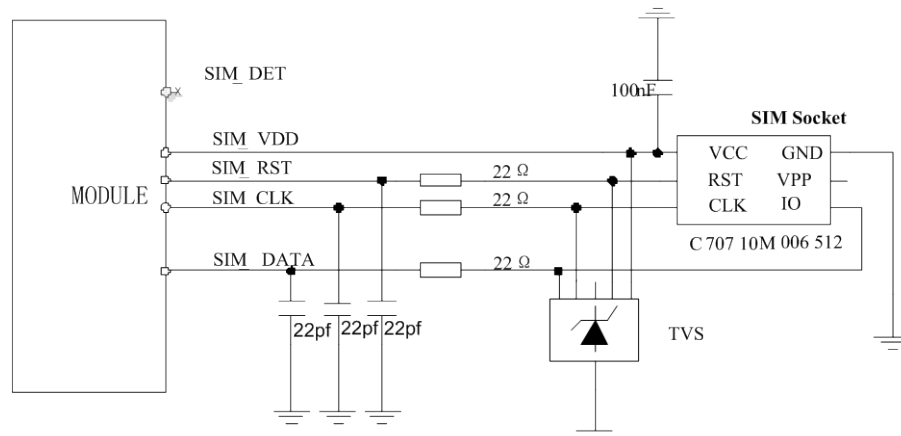 SIM_DET
100nF
SIM Socket
SIM_VDD
VCC GND
SIM_RST
22 Ω
RST VPP
MODULE
SIM_CLK
22 Ω
CLK IO
C 707 10M 006 512
SIM_DATA
22 Ω
22pf 22pf 22pf
TVS